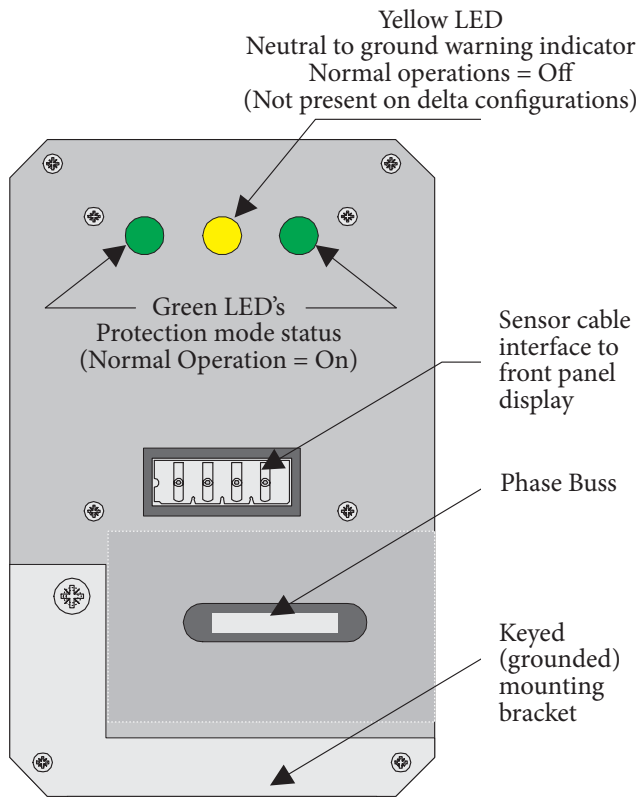 Yellow LED
Neutral to ground warning indicator
Normal operations = Off
(Not present on delta configurations)
Green LED's
Protection mode status
(Normal Operation = On)
Sensor cable
interface to
front panel
display
Phase Buss
Keyed
(grounded)
mounting
bracket